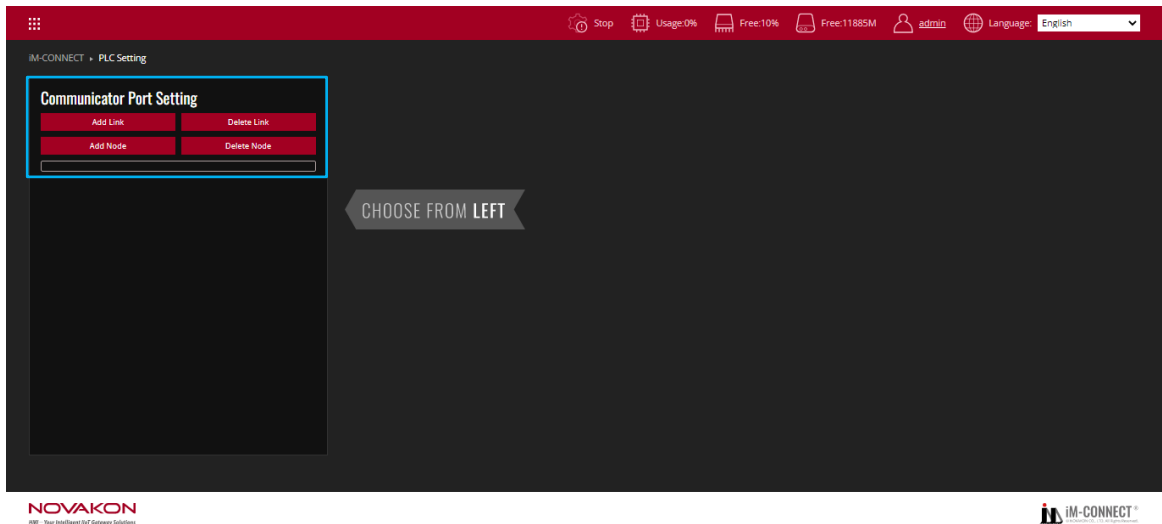 Stop Usage:0% Free:10% Free:11885M admin Language: English
iM-CONNECT ▸ PLC Setting
Communicator Port Setting
Add Link Delete Link
Add Node Delete Node
CHOOSE FROM LEFT
NOVAKON iM-CONNECT ®
HMI - Your Intelligent IIoT Gateway Solutions